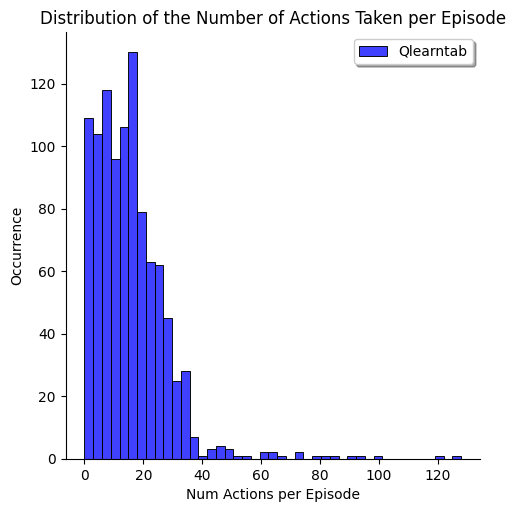 Distribution of the Number of Actions Taken per Episode
Qlearntab
120
100
80
60
40
20
0
Occurrence
0 20 40 60 80 100 120
Num Actions per Episode